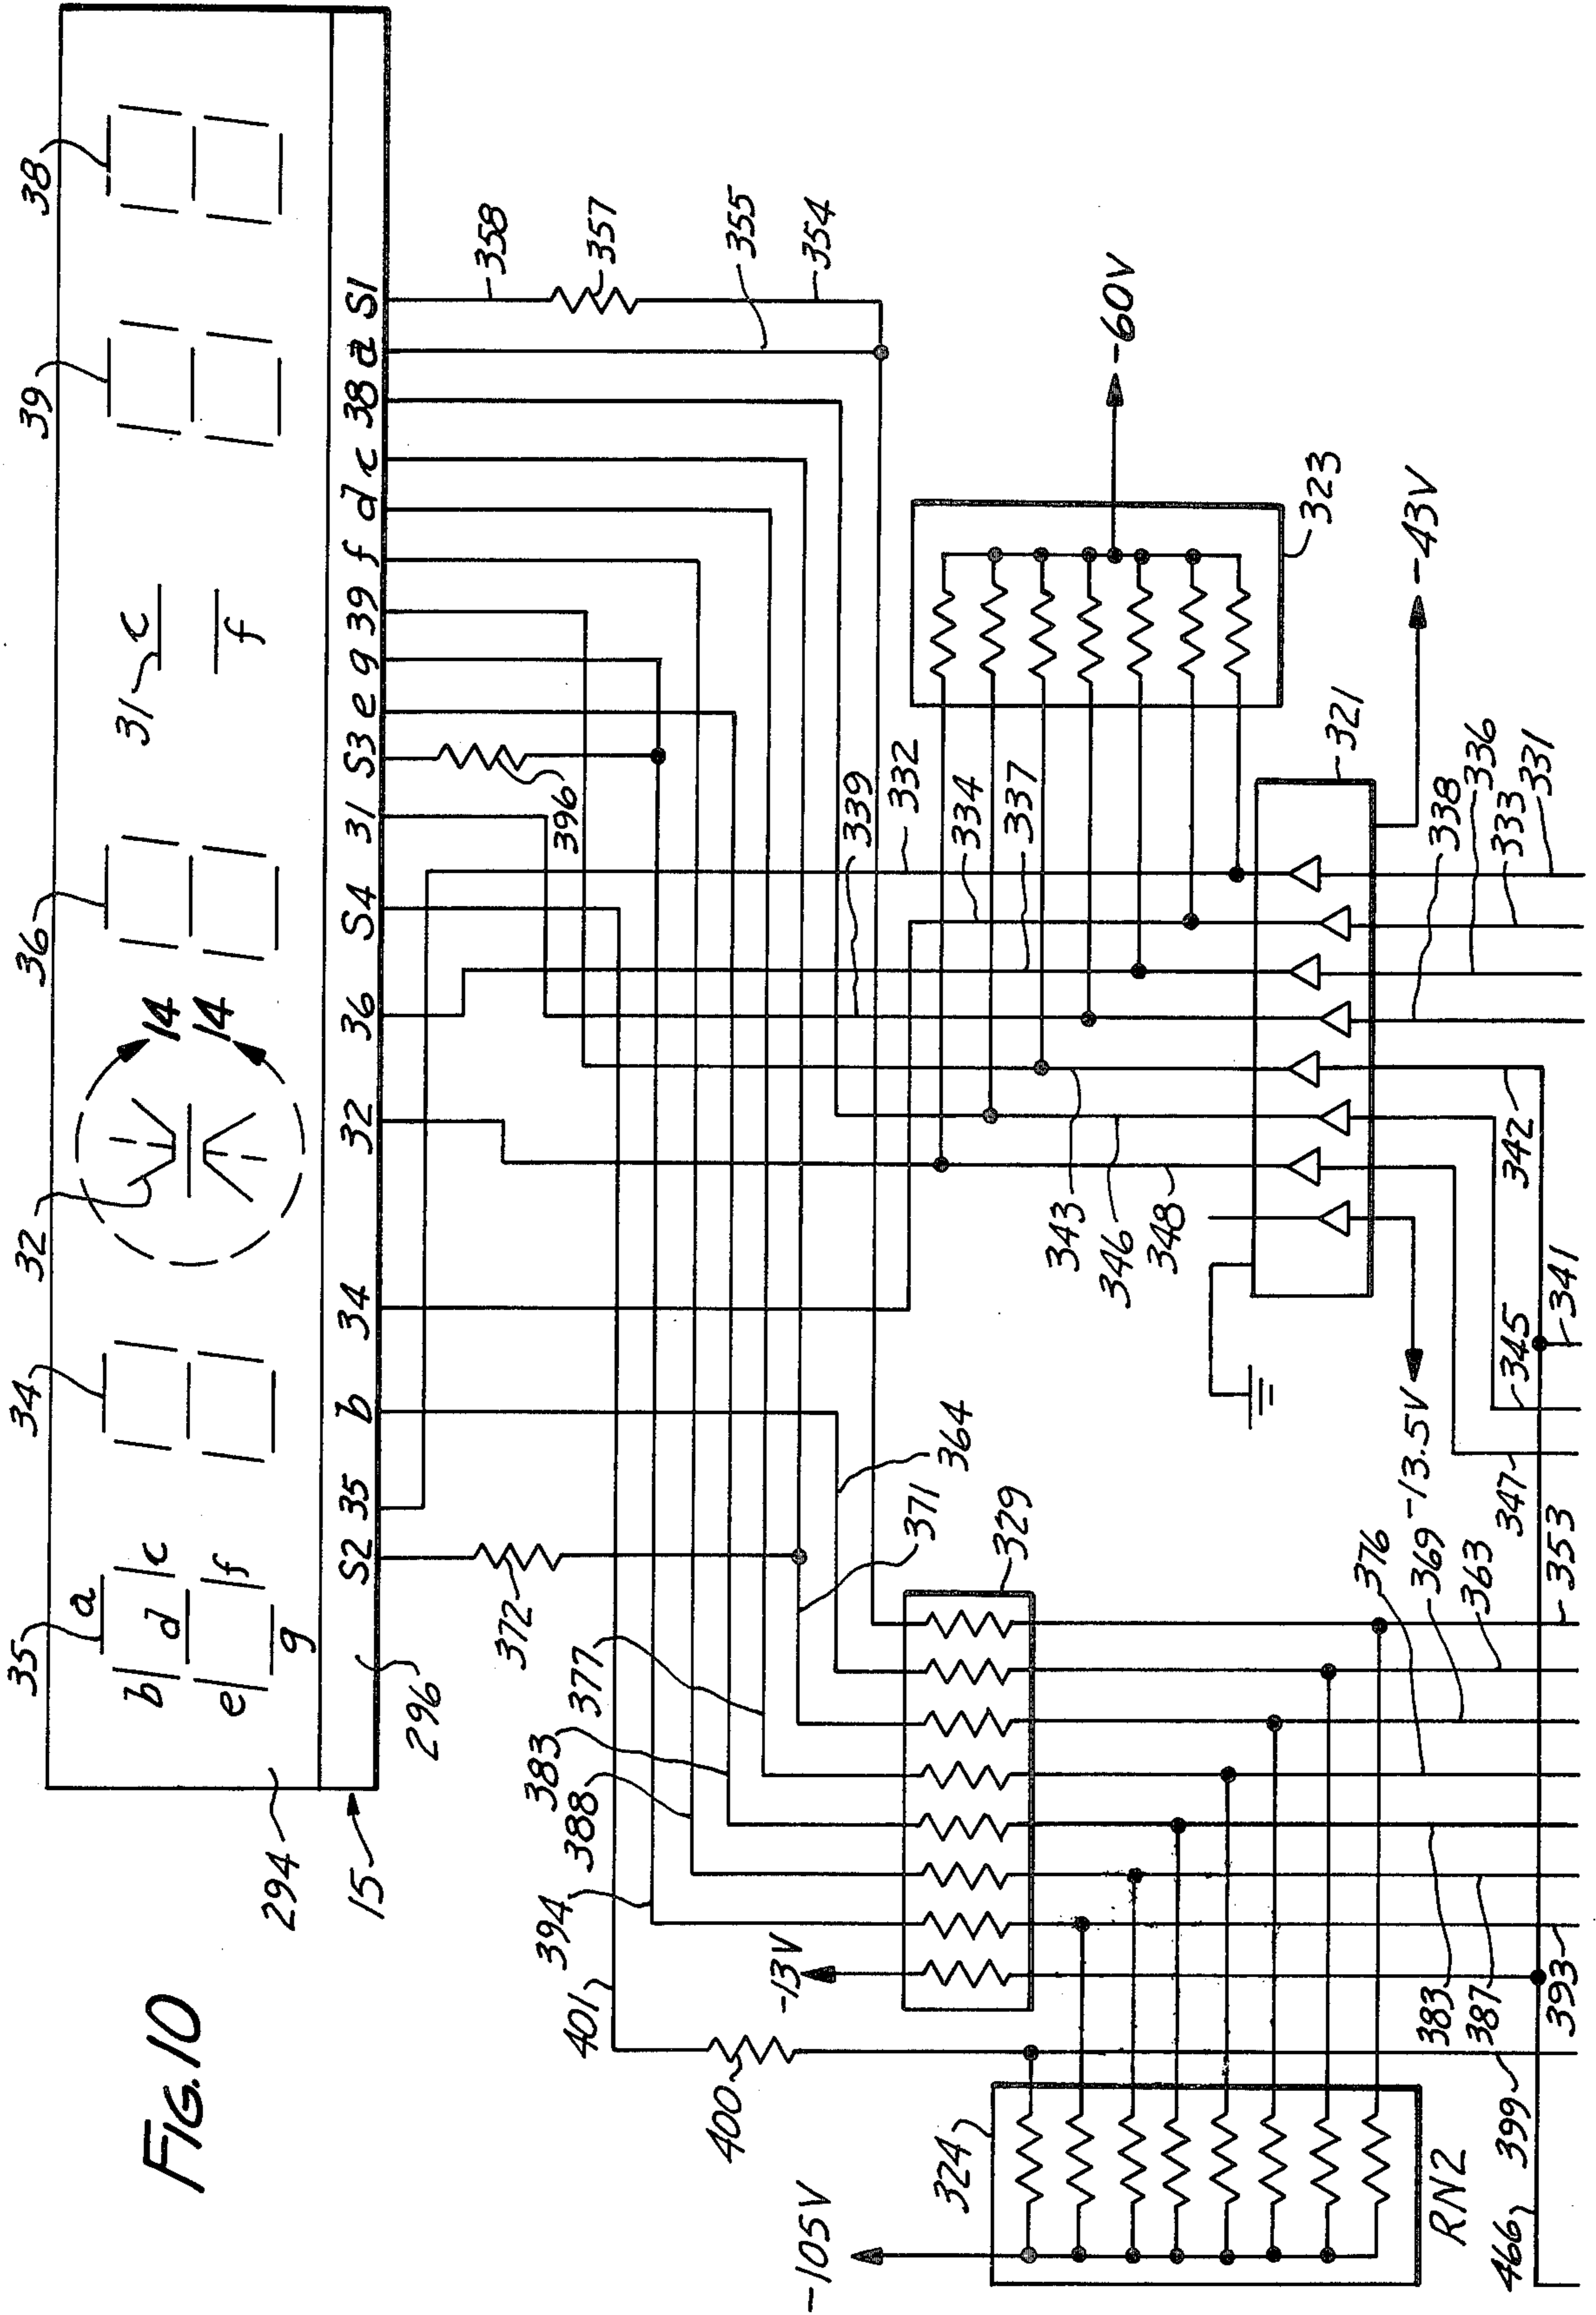 FIG. 10
35
34
32
36
31
39
38
a
b
c
d
e
f
g
14
14
c
f
294
15
296
S2
35
b
34
32
36
S4
31
S3
e
g
39
f
d
c
38
a
S1
358
357
355
354
372
396
339
332
334
337
401
394
388
383
377
371
364
329
-13V
400
-105V
324
RN2
466
399
393
387
383
376
369
363
353
347
345
341
342
-13.5V
343
346
348
-60V
323
-43V
321
338
336
333
331